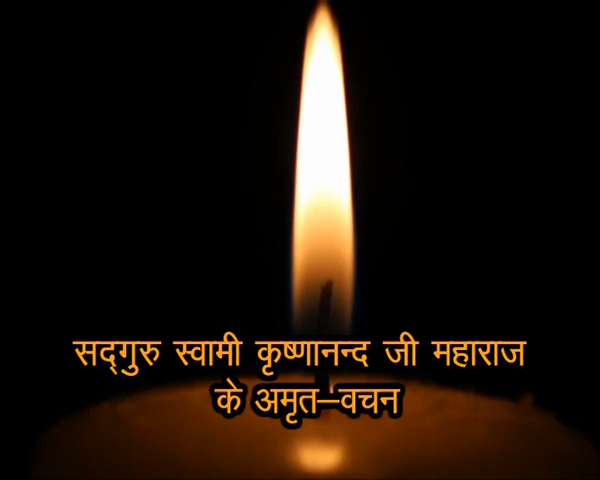 सद्गुरु स्वामी कृष्णानन्द जी महाराज
के अमृत–वचन